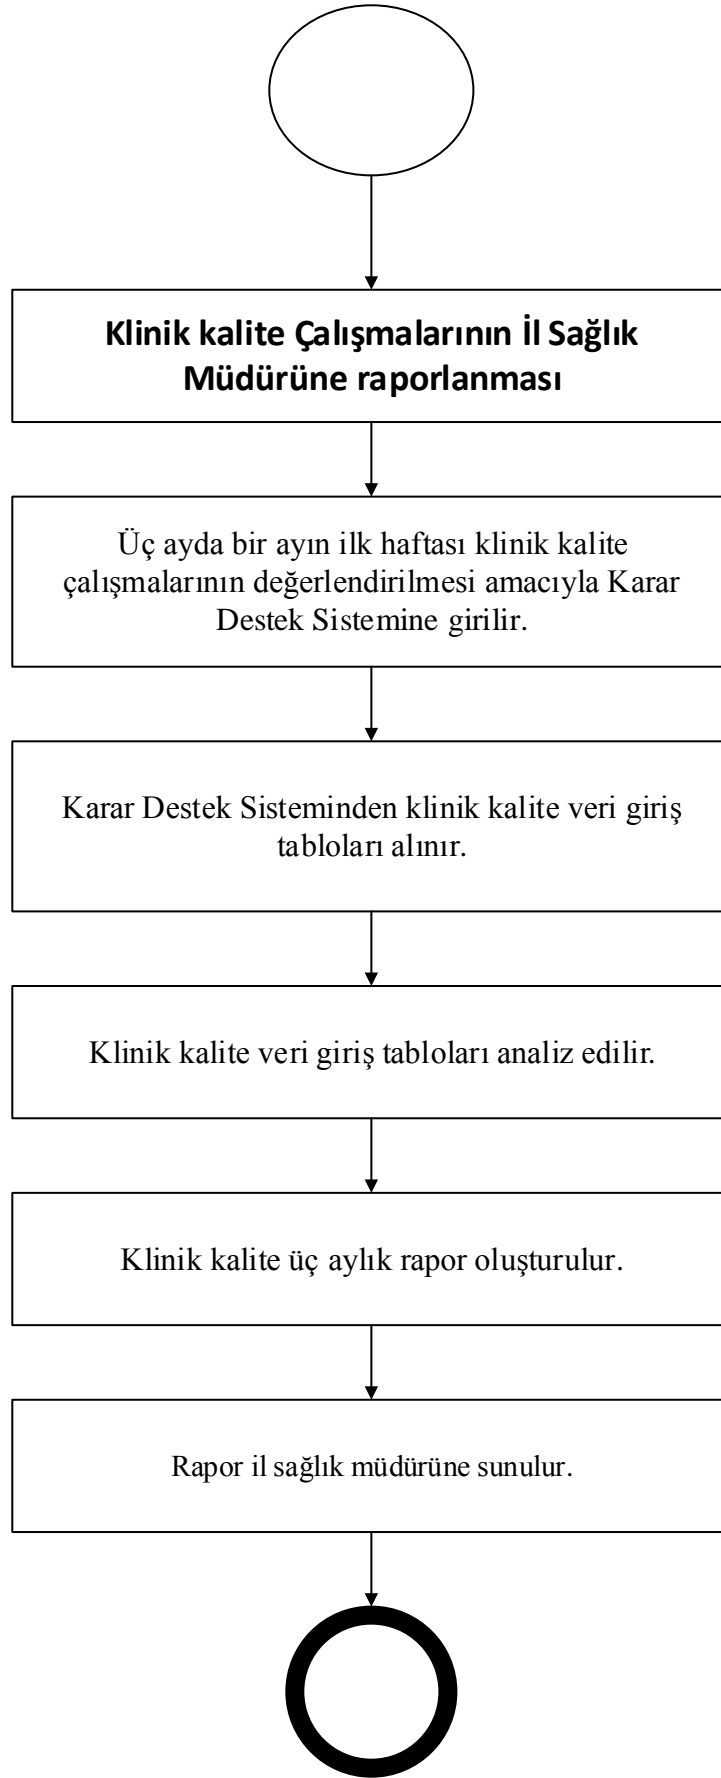 Klinik kalite Çalışmalarının İl Sağlık
Müdürüne raporlanması
Üç ayda bir ayın ilk haftası klinik kalite
çalışmalarının değerlendirilmesi amacıyla Karar
Destek Sistemine girilir.
Karar Destek Sisteminden klinik kalite veri giriş
tabloları alınır.
Klinik kalite veri giriş tabloları analiz edilir.
Klinik kalite üç aylık rapor oluşturulur.
Rapor il sağlık müdürüne sunulur.